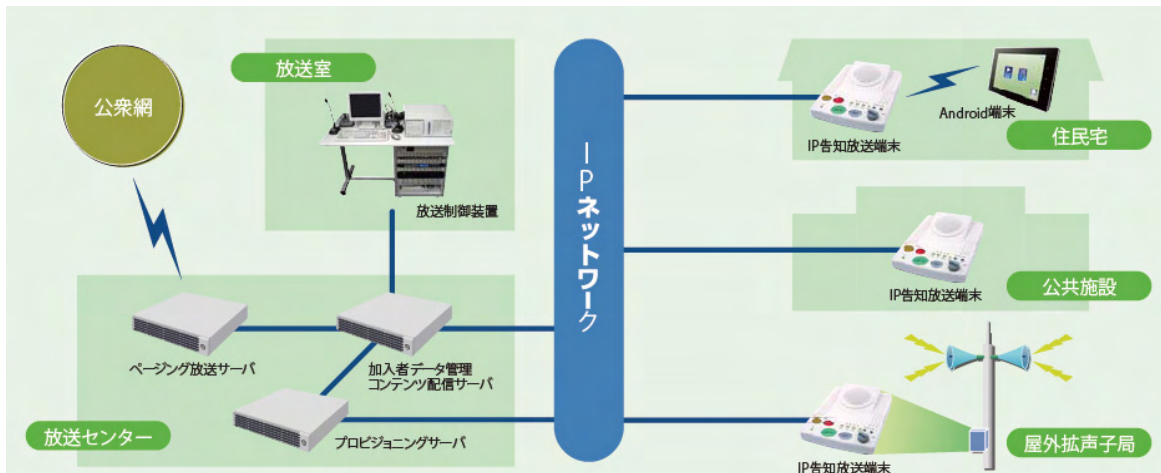 公衆網
放送室
放送制御装置
ページング放送サーバ
加入者データ管理
コンテンツ配信サーバ
プロビジョニングサーバ
放送センター
IPネットワーク
IP告知放送端末
Android端末
住民宅
IP告知放送端末
公共施設
IP告知放送端末
屋外拡声子局